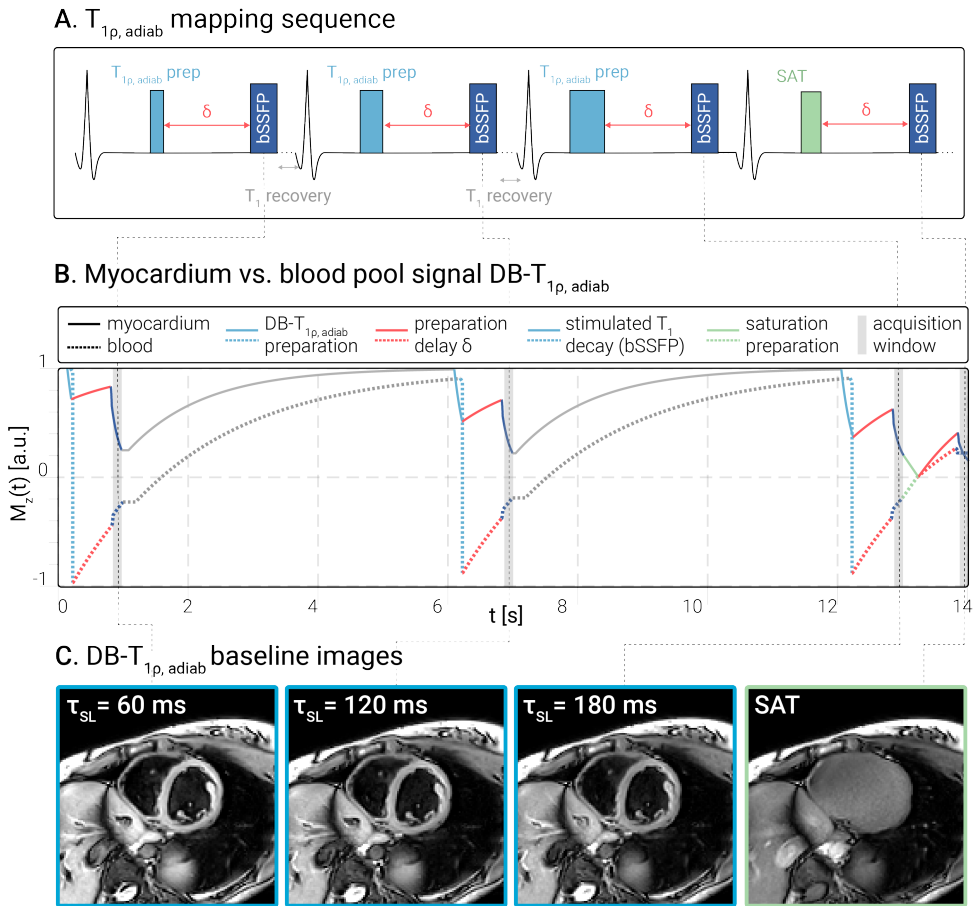 A. T1ρ, adiab mapping sequence
T1ρ, adiab prep T1ρ, adiab prep T1ρ, adiab prep SAT
δ δ δ δ
bSSFP bSSFP bSSFP bSSFP
T1 recovery T1 recovery
B. Myocardium vs. blood pool signal DB-T1ρ, adiab
myocardium DB-T1ρ, adiab preparation stimulated T1 saturation acquisition
blood preparation delay δ decay (bSSFP) preparation window
1
0
-1
Mz(t) [a.u.]
0 2 4 6 8 10 12 14
t [s]
C. DB-T1ρ, adiab baseline images
τSL= 60 ms τSL= 120 ms τSL= 180 ms SAT